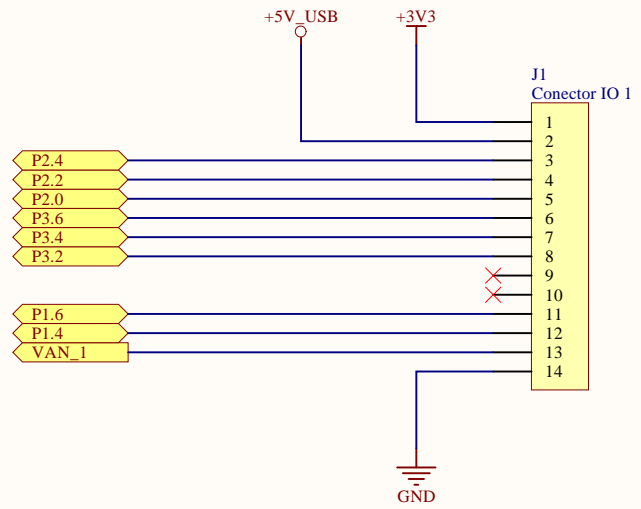 +5V_USB
+3V3
J1
Conector IO 1
1
2
P2.4
3
P2.2
4
P2.0
5
P3.6
6
P3.4
7
P3.2
8
9
10
P1.6
11
P1.4
12
VAN_1
13
14
GND